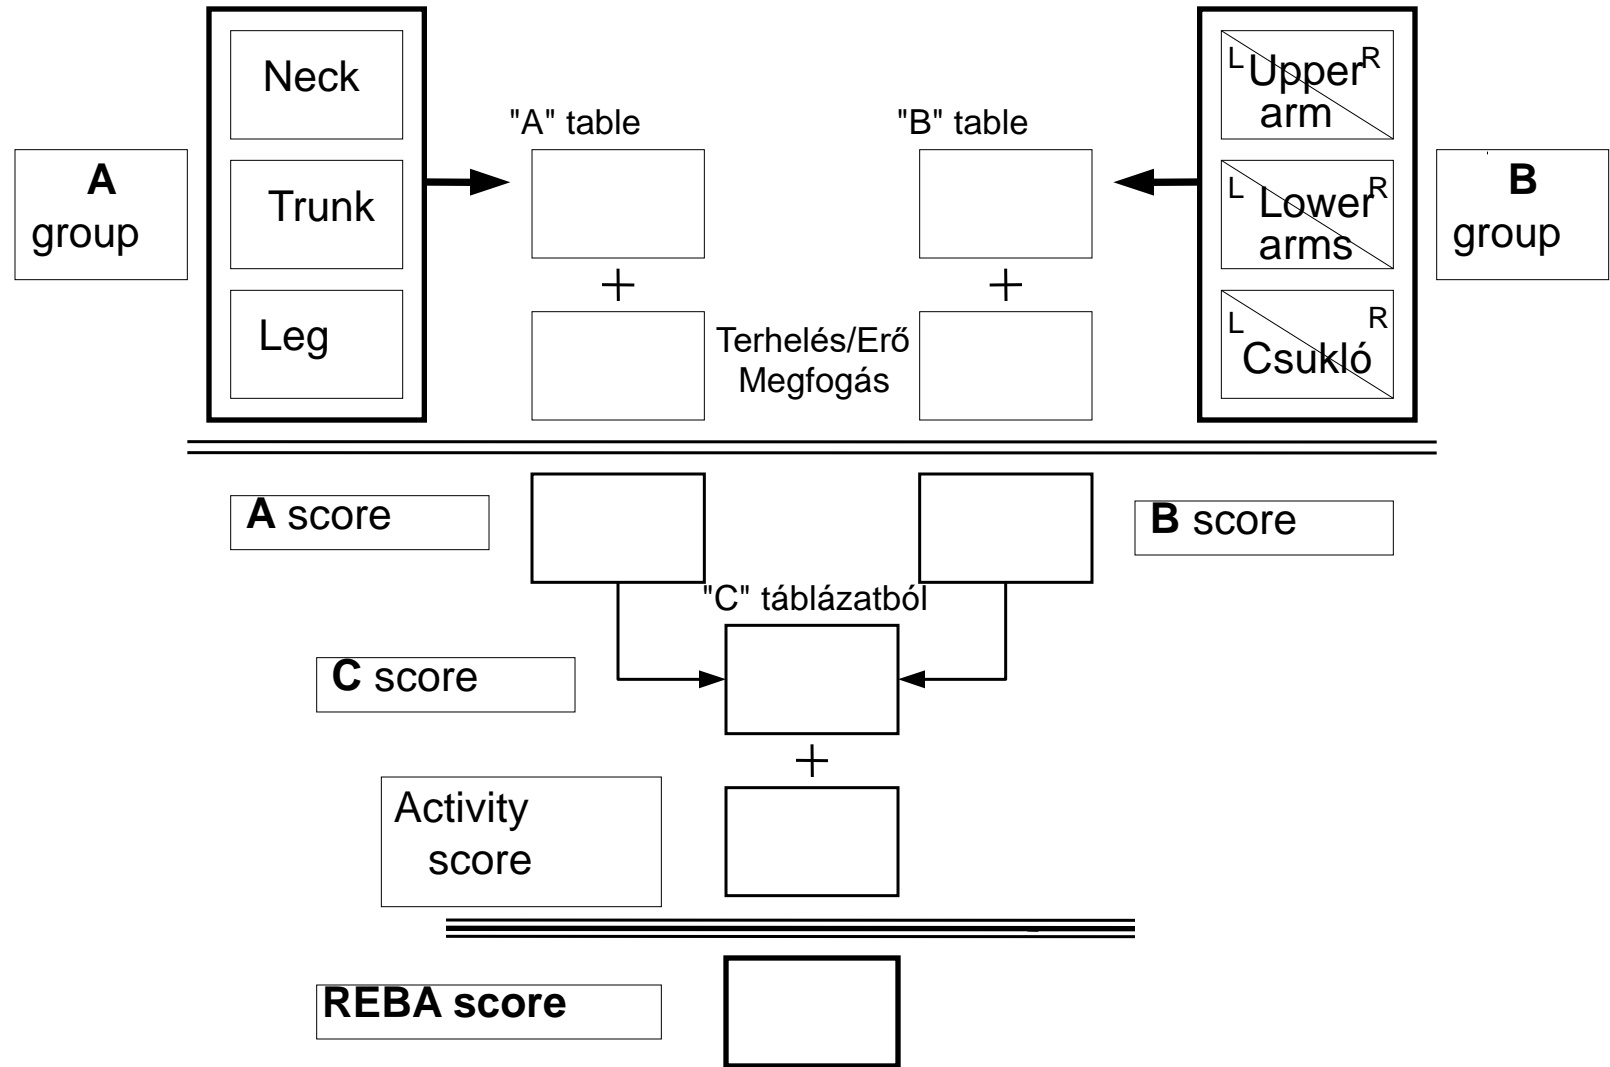 Neck
Trunk
Leg
A
group
"A" table
+
"B" table
+
Terhelés/Erő
Megfogás
L Upper R
arm
L Lower R
arms
L R
Csukló
B
group
A score
B score
"C" táblázatból
C score
+
Activity
score
REBA score